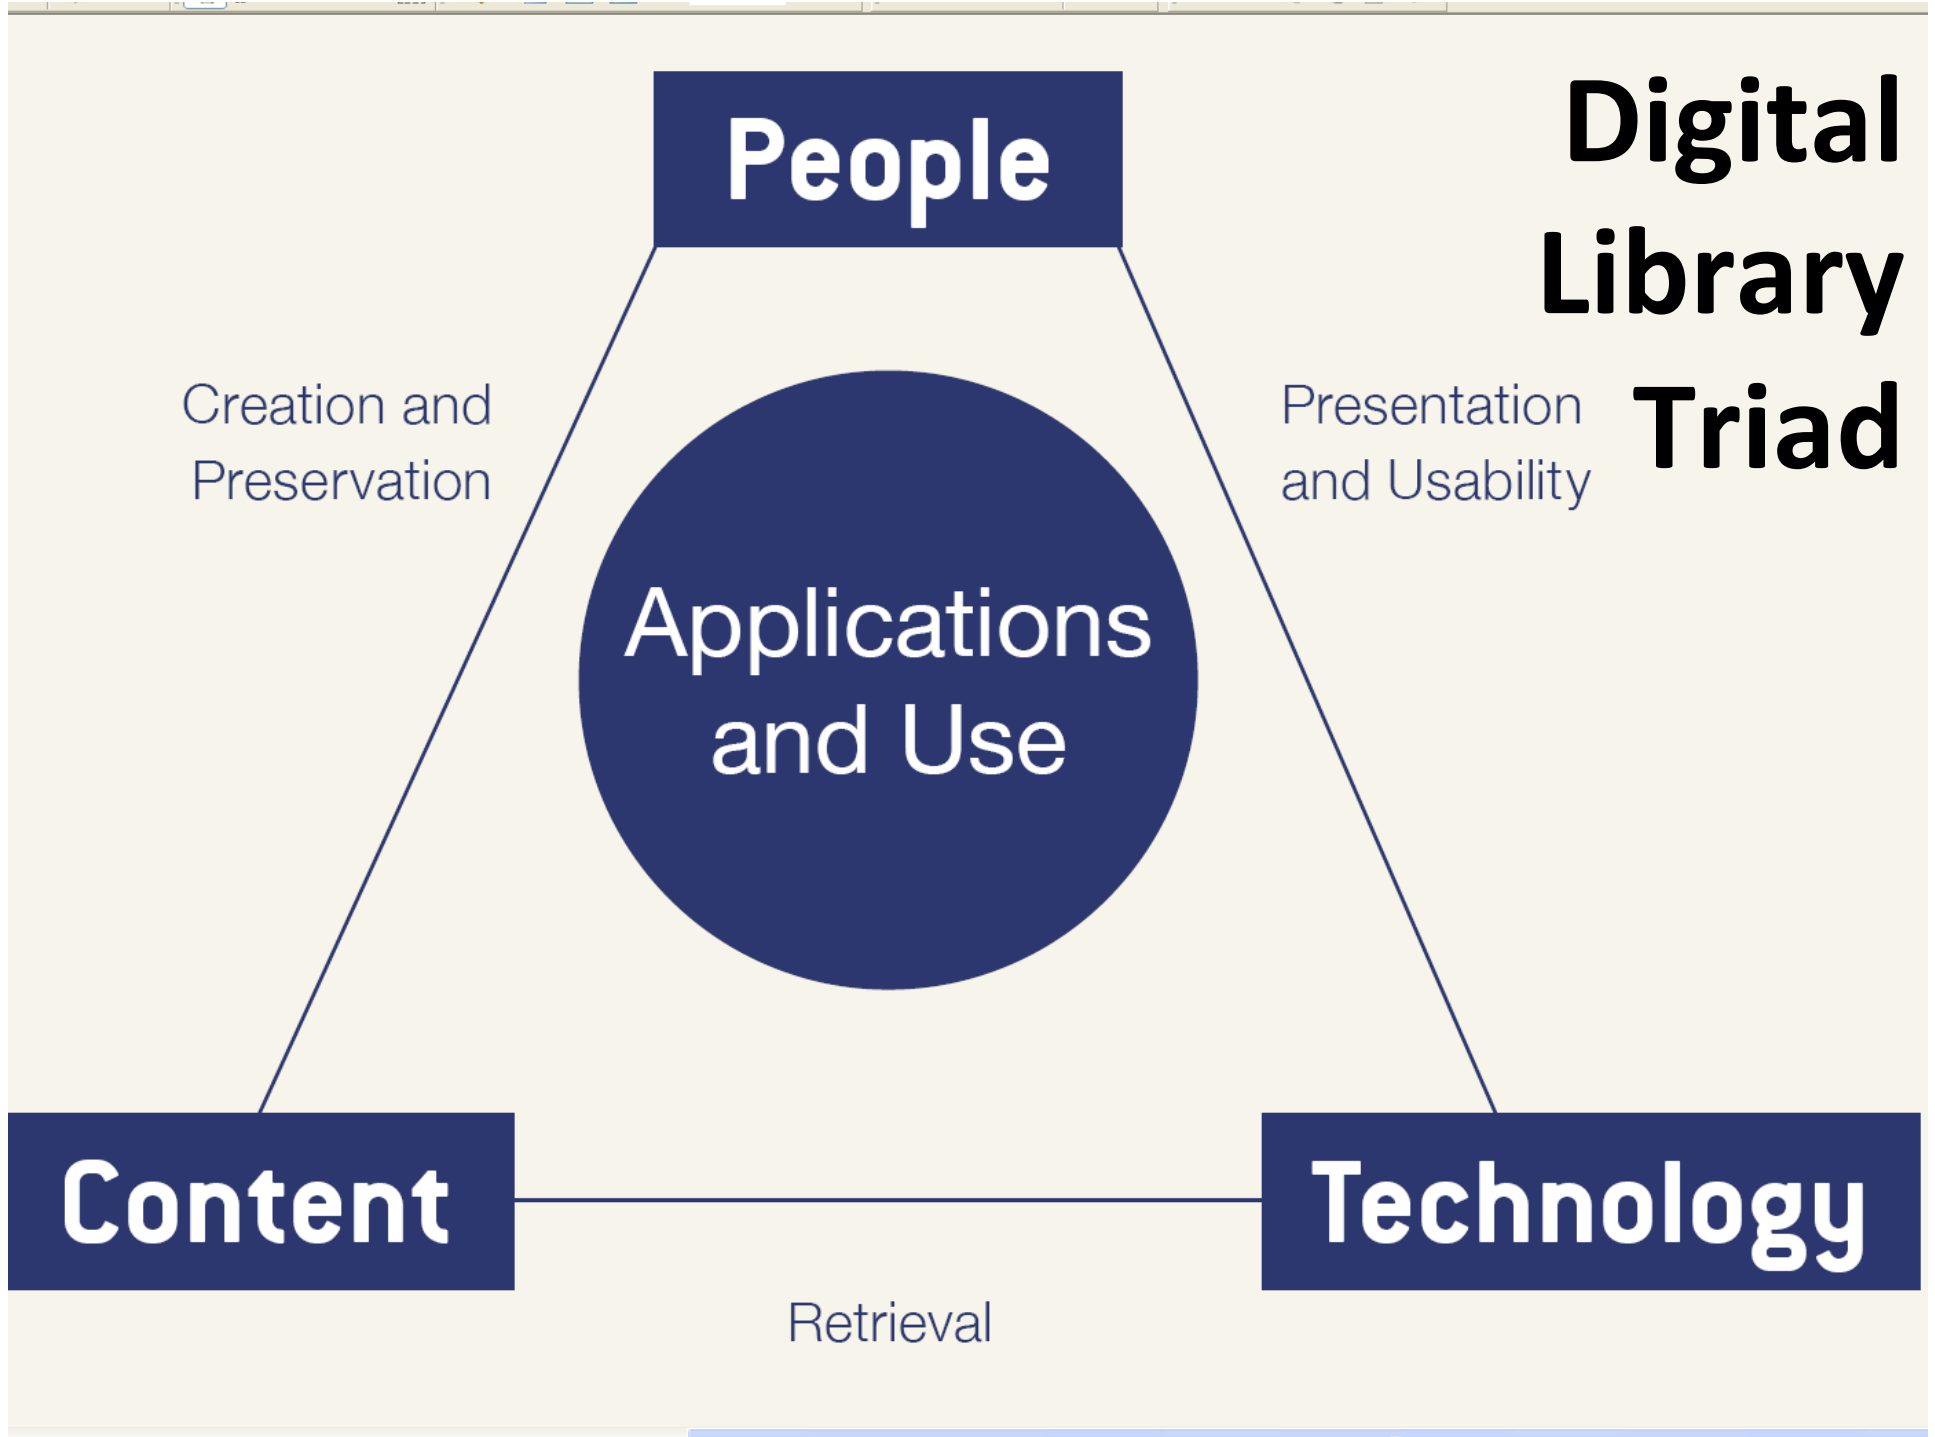 Digital
Library
Triad
People
Creation and
Preservation
Presentation
and Usability
Applications
and Use
Content
Technology
Retrieval